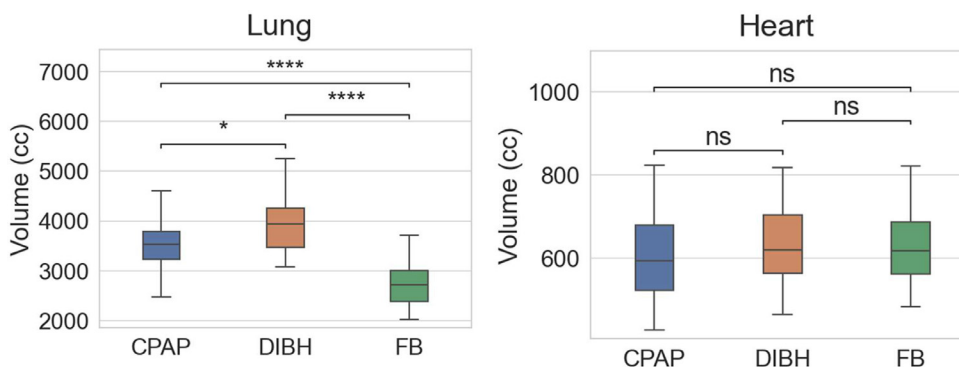 Lung
Volume (cc)
7000
6000
5000
4000
3000
2000
****
****
*
CPAP DIBH FB
Heart
Volume (cc)
1000
800
600
ns
ns
ns
CPAP DIBH FB